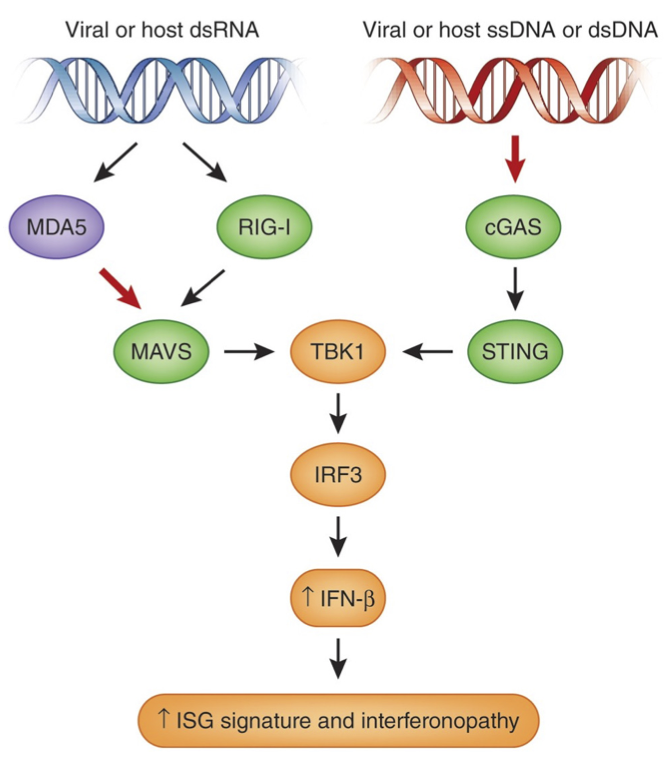 Viral or host dsRNA
Viral or host ssDNA or dsDNA
MDA5
RIG-I
cGAS
MAVS
TBK1
STING
IRF3
↑ IFN-β
↑ ISG signature and interferonopathy